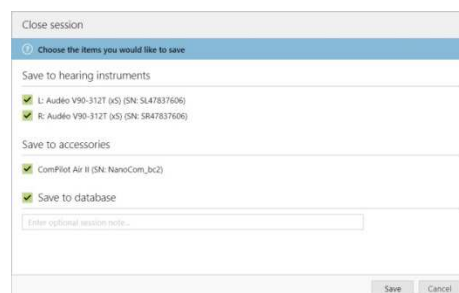 Close session
Choose the items you would like to save
Save to hearing instruments
L: Audéo V90-312T (xS) (SN: SL47837606)
R: Audéo V90-312T (xS) (SN: SR47837606)
Save to accessories
ComPilot Air II (SN: NanoCom_bc2)
Save to database
Enter optional session note...
Save Cancel